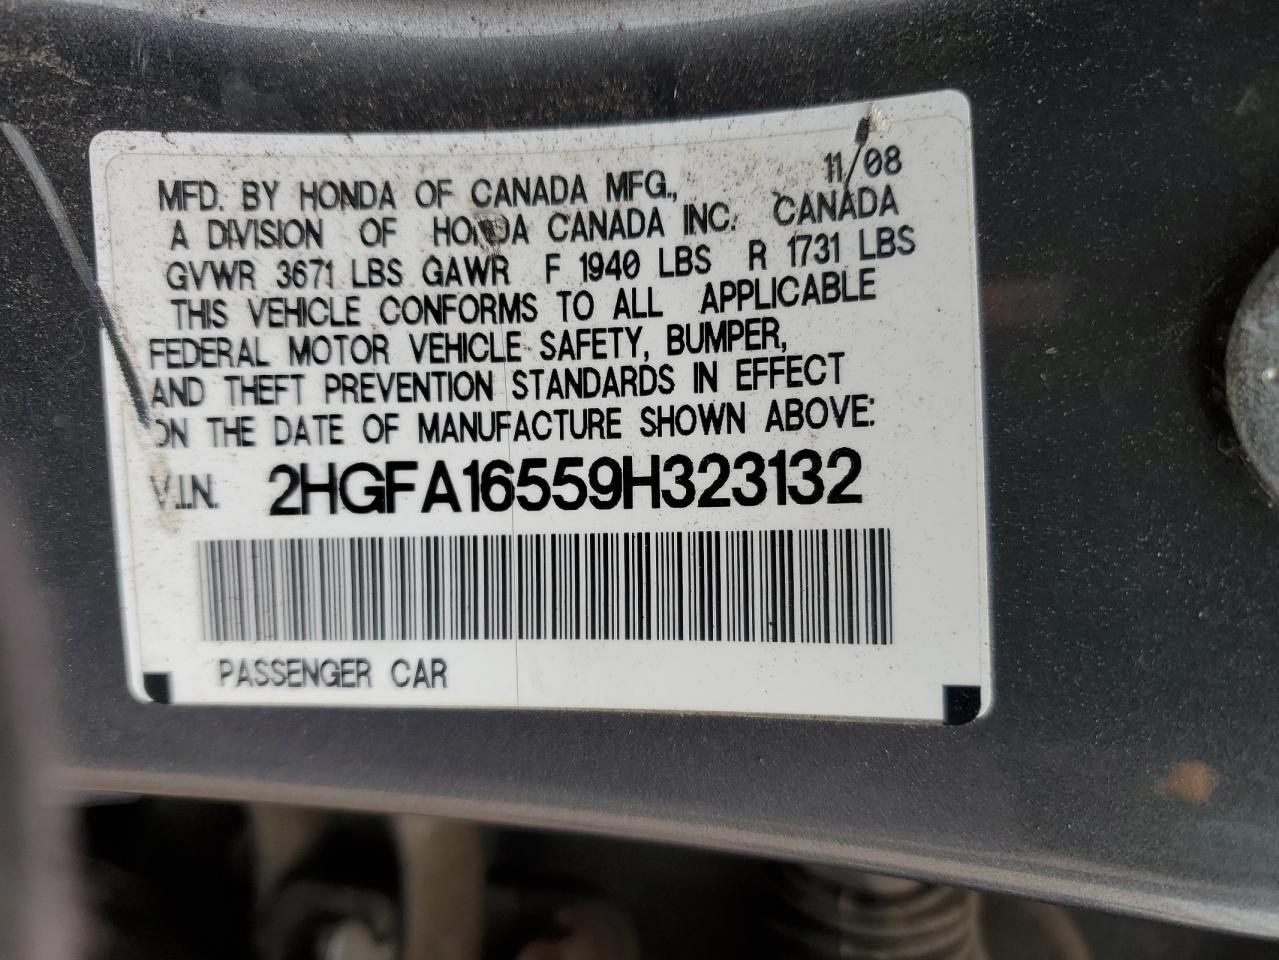 11/08
MFD. BY HONDA OF CANADA MFG.,
A DIVISION OF HONDA CANADA INC. CANADA
GVWR 3671 LBS GAWR F 1940 LBS R 1731 LBS
THIS VEHICLE CONFORMS TO ALL APPLICABLE
FEDERAL MOTOR VEHICLE SAFETY, BUMPER,
AND THEFT PREVENTION STANDARDS IN EFFECT
ON THE DATE OF MANUFACTURE SHOWN ABOVE:
V.I.N. 2HGFA16559H323132
PASSENGER CAR